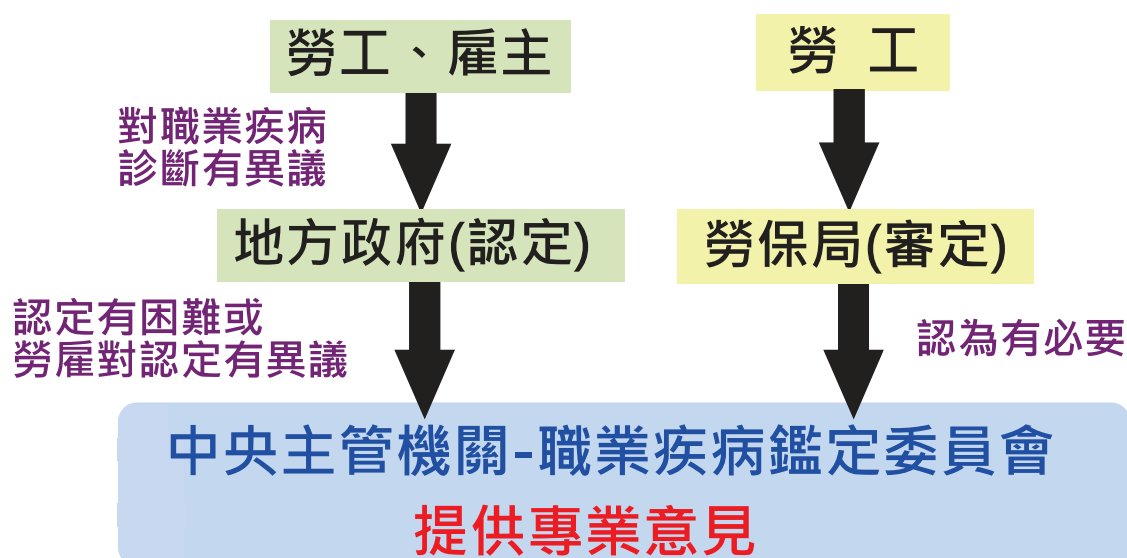 勞工、雇主
勞 工
對職業疾病
診斷有異議
地方政府(認定)
勞保局(審定)
認定有困難或
勞雇對認定有異議
認為有必要
中央主管機關-職業疾病鑑定委員會
提供專業意見